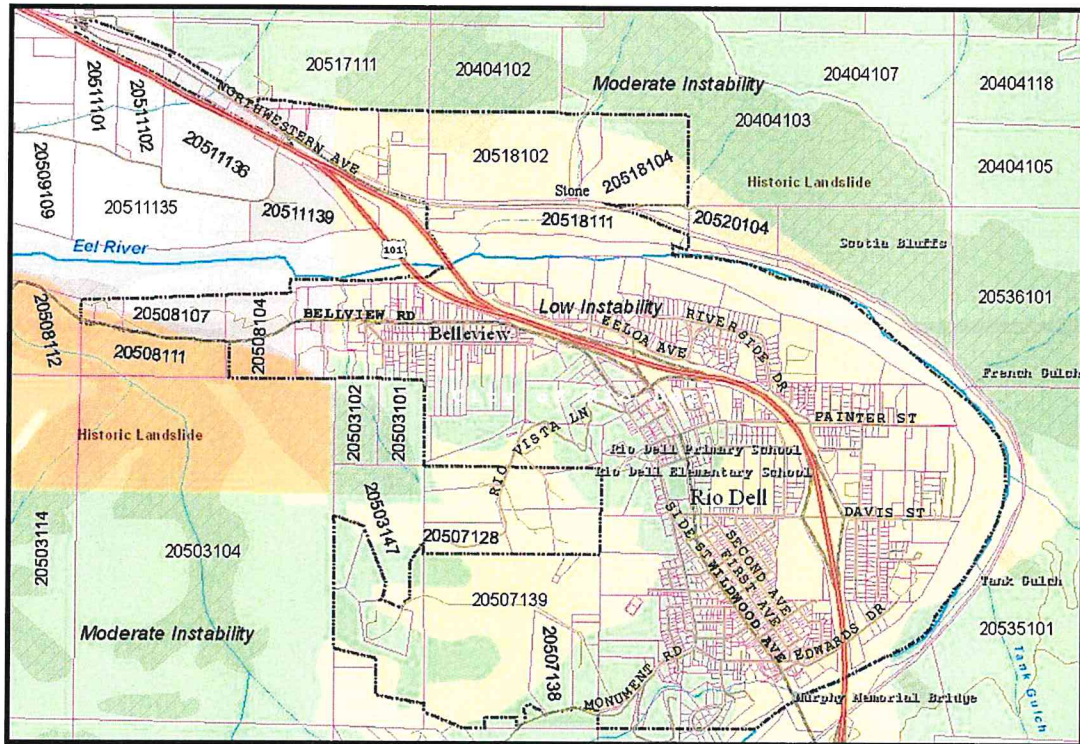 20517111
20404102
Moderate Instability
20404107
20404118
20511101
20511102
NORTHWESTERN AVE
20404103
20511136
20518102
20518104
20404105
20509109
20511135
20511139
Stone
Historic Landslide
20518111
20520104
Eel River
101
Scotia Bluffs
20536101
20508112
20508107
20508104
BELLVIEW RD
Low Instability
RIVERSIDE DR
20508111
Belleview
EELOA AVE
French Gulch
20503102
20503101
PAINTER ST
Historic Landslide
RIO VISTA LN
Rio Dell Primary School
Rio Dell Elementary School
Rio Dell
DAVIS ST
20503114
20503104
20503147
20507128
SIDE ST
SECOND AVE
FIRST AVE
WILDWOOD AVE
Tank Gulch
20507139
EDWARDS DR
20535101
Moderate Instability
20507138
MONUMENT RD
Murphy Memorial Bridge
Tank Gulch